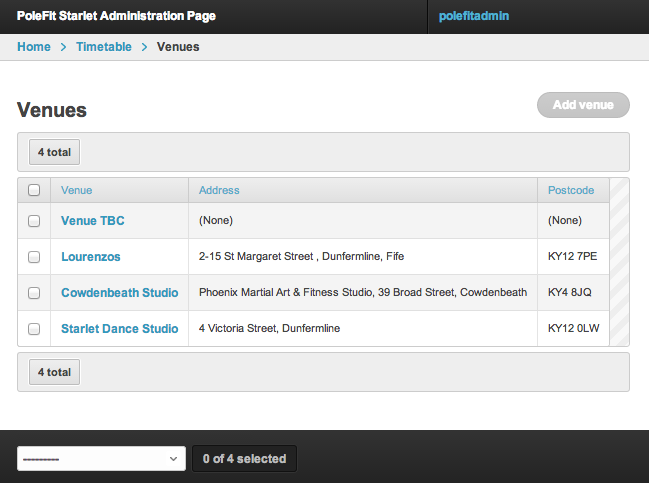 PoleFit Starlet Administration Page polefitadmin
Home > Timetable > Venues
Venues Add venue
4 total
Venue Address Postcode
Venue TBC (None) (None)
Lourenzos 2-15 St Margaret Street , Dunfermline, Fife KY12 7PE
Cowdenbeath Studio Phoenix Martial Art & Fitness Studio, 39 Broad Street, Cowdenbeath KY4 8JQ
Starlet Dance Studio 4 Victoria Street, Dunfermline KY12 0LW
4 total
--------- 0 of 4 selected